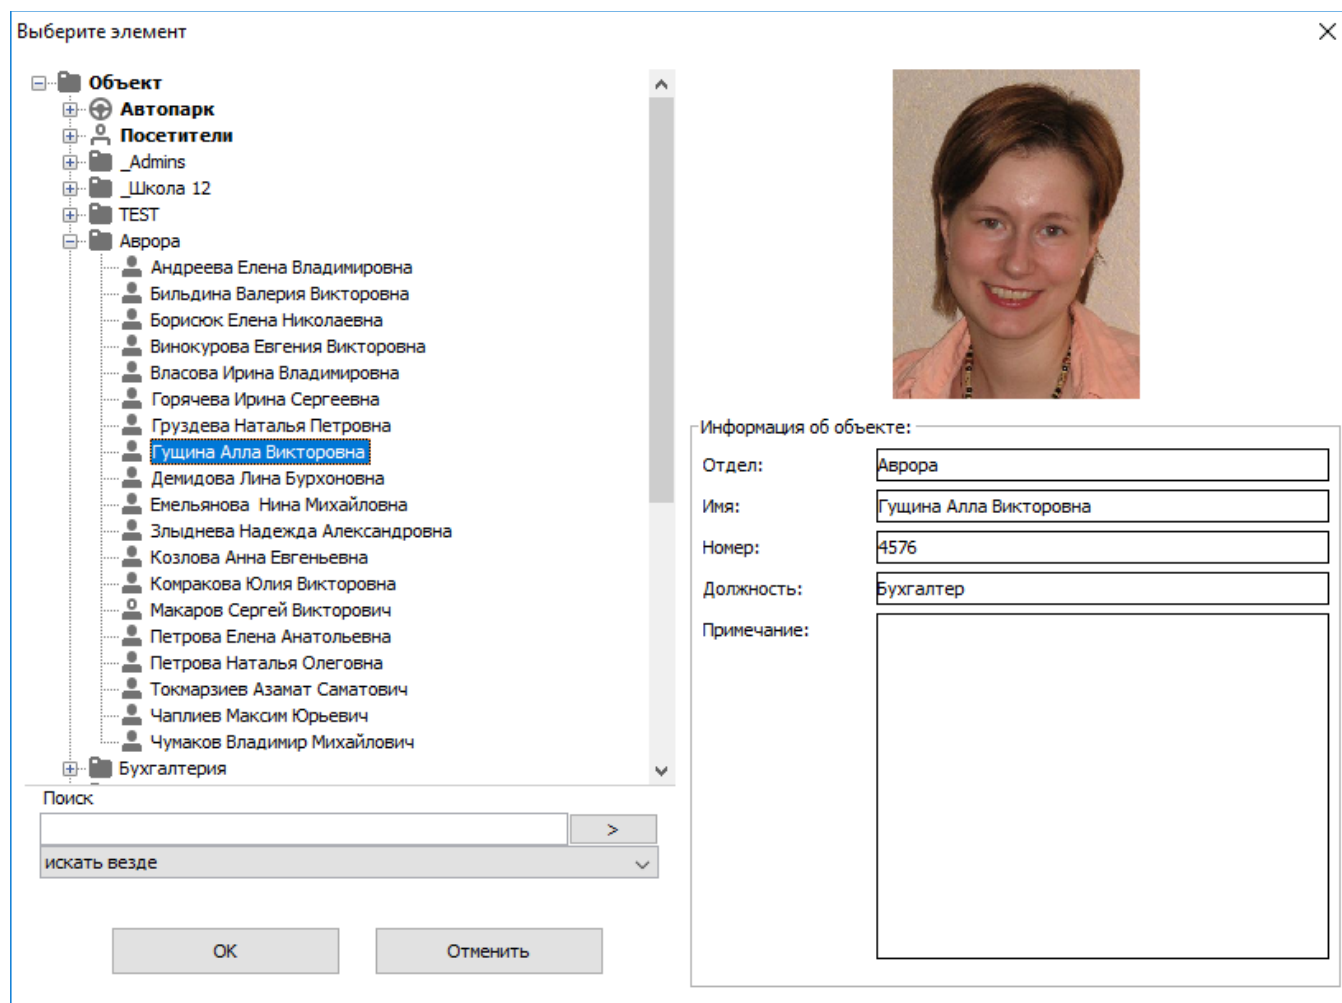 Выберите элемент
Объект
Автопарк
Посетители
_Admins
_Школа 12
TEST
Аврора
Андреева Елена Владимировна
Бильдина Валерия Викторовна
Борисюк Елена Николаевна
Винокурова Евгения Викторовна
Власова Ирина Владимировна
Горячева Ирина Сергеевна
Груздева Наталья Петровна
Гущина Алла Викторовна
Демидова Лина Бурхоновна
Емельянова  Нина Михайловна
Злыднева Надежда Александровна
Козлова Анна Евгеньевна
Комракова Юлия Викторовна
Макаров Сергей Викторович
Петрова Елена Анатольевна
Петрова Наталья Олеговна
Токмарзиев Азамат Саматович
Чаплиев Максим Юрьевич
Чумаков Владимир Михайлович
Бухгалтерия
Поиск
>
искать везде
OK
Отменить
Информация об объекте:
Отдел: Аврора
Имя: Гущина Алла Викторовна
Номер: 4576
Должность: Бухгалтер
Примечание: